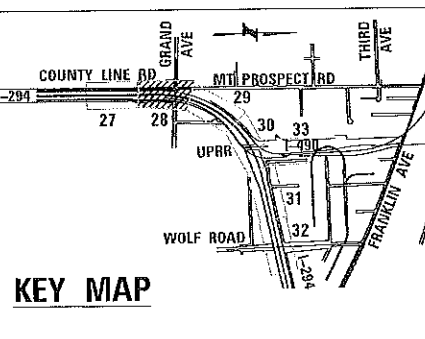 GRAND AVE
N
THIRD AVE
COUNTY LINE RD
MT PROSPECT RD
I-294
27
28
29
30
33
490
UPRR
31
32
WOLF ROAD
FRANKLIN AVE
I-294
KEY MAP